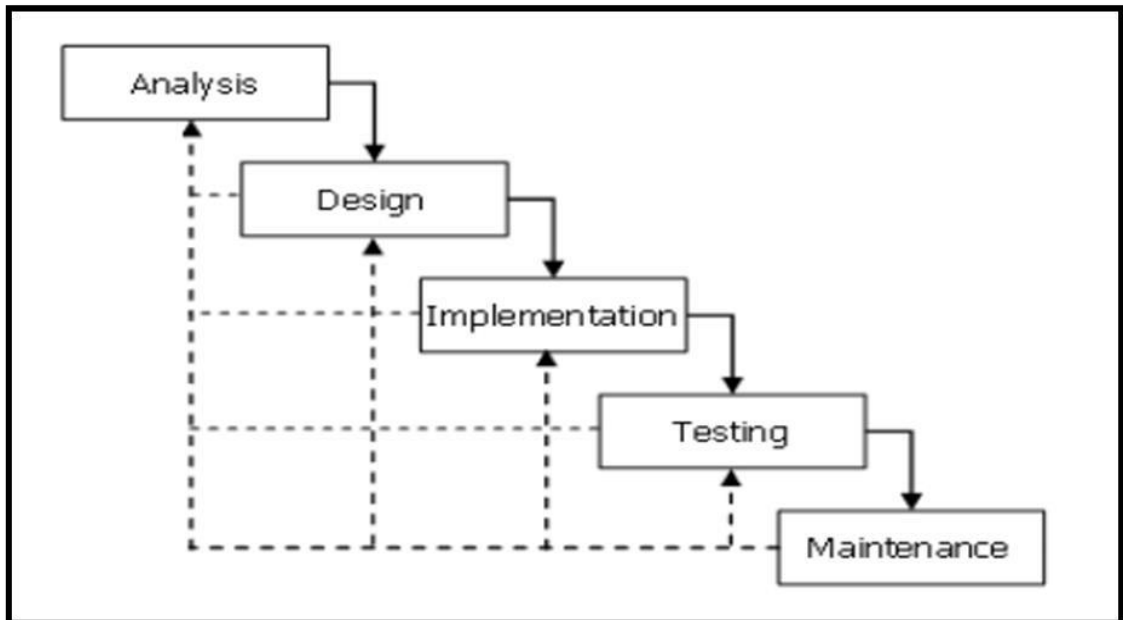 Analysis
Design
Implementation
Testing
Maintenance